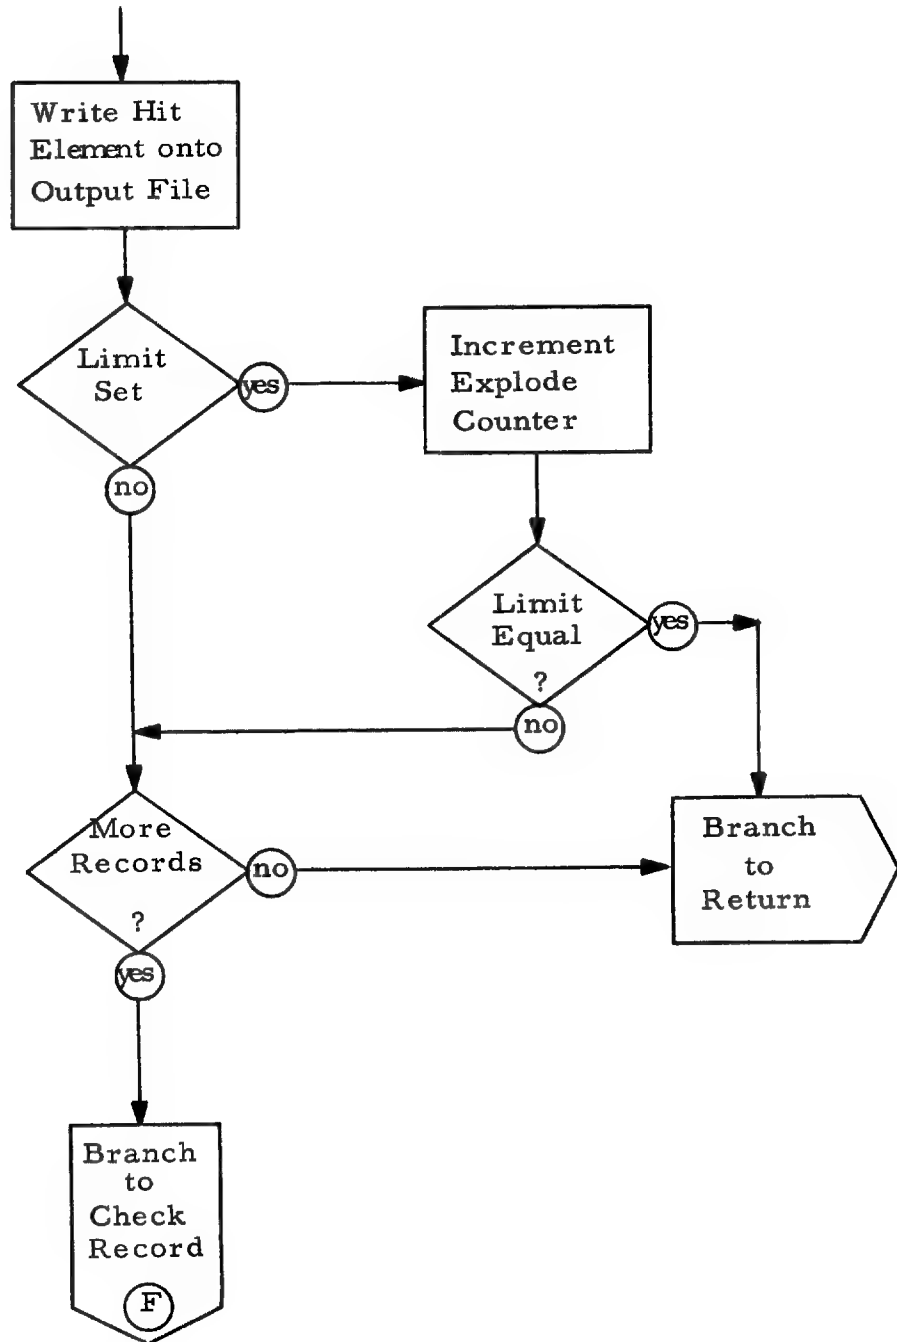 Write Hit
Element onto
Output File
Limit
Set
yes
no
Increment
Explode
Counter
Limit
Equal
?
yes
no
More
Records
?
no
yes
Branch
to
Return
Branch
to
Check
Record
F